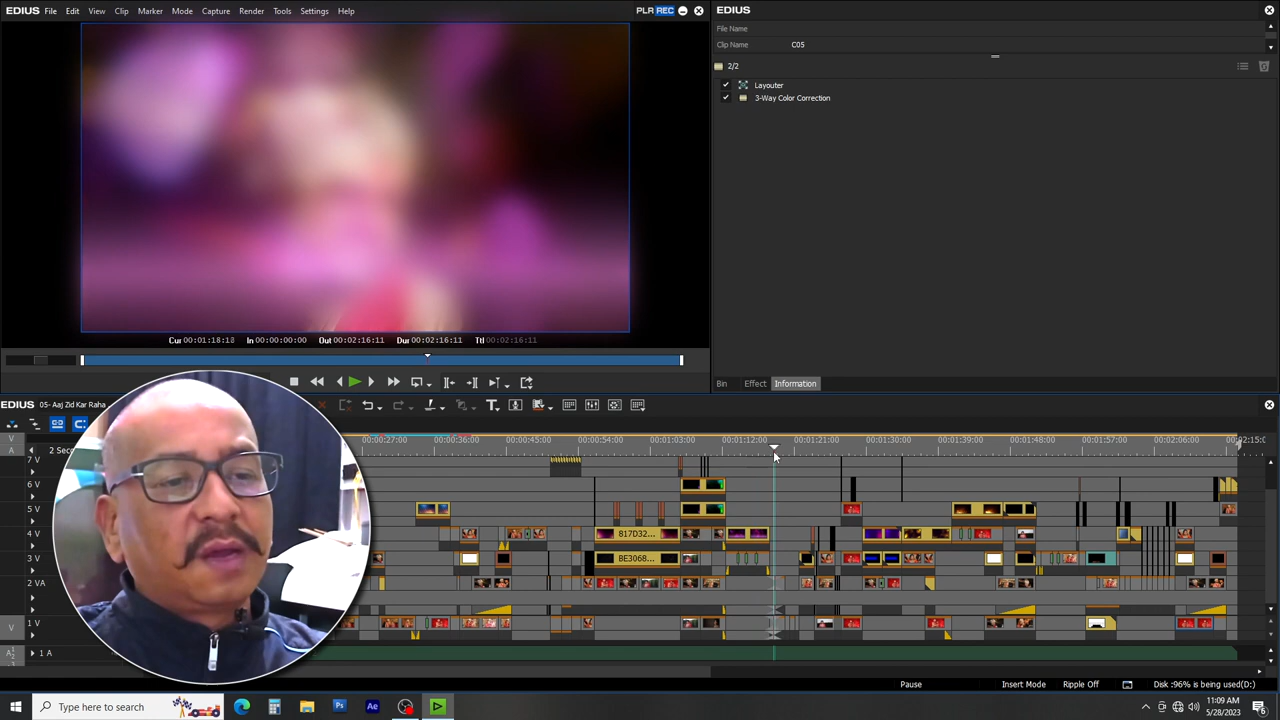 EDIUS File Edit View Clip Marker Mode Capture Render Tools Settings Help PLR REC
EDIUS
File Name
Clip Name C05
2/2
Layouter
3-Way Color Correction
Cur 00:01:18:18 In 00:00:00:00 Out 00:02:16:11 Dur 00:02:16:11 Ttl 00:02:16:11
Bin Effect Information
EDIUS 05- Aaj Zid Kar Raha
V
A
2 Secon
00:00:27:00 00:00:36:00 00:00:45:00 00:00:54:00 00:01:03:00 00:01:12:00 00:01:21:00 00:01:30:00 00:01:39:00 00:01:48:00 00:01:57:00 00:02:06:00 00:02:15:0
7 V
6 V
5 V
4 V 817D32...
3 V BE3068...
2 VA
V 1 V
1 A
Pause Insert Mode Ripple Off Disk :96% is being used(D:)
Type here to search Ps Ae 11:09 AM
5/28/2023 6